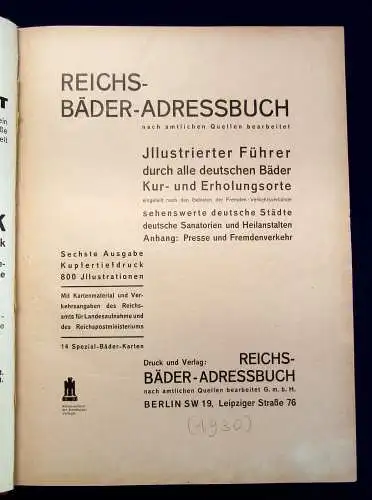 REICHS-
BÄDER-ADRESSBUCH
nach amtlichen Quellen bearbeitet
Jllustrierter Führer
durch alle deutschen Bäder
Kur- und Erholungsorte
eingeteilt nach den Gebieten der Fremden-Verkehrsverbände
sehenswerte deutsche Städte
deutsche Sanatorien und Heilanstalten
Anhang: Presse und Fremdenverkehr
Sechste Ausgabe
Kupfertiefdruck
800 Jllustrationen
Mit Kartenmaterial und Ver-
kehrsangaben des Reichs-
amts für Landesaufnahme und
des Reichspostministeriums
14 Spezial-Bäder-Karten
Druck und Verlag:
REICHS-
BÄDER-ADRESSBUCH
nach amtlichen Quellen bearbeitet G. m. b. H.
BERLIN SW 19, Leipziger Straße 76
(1930)